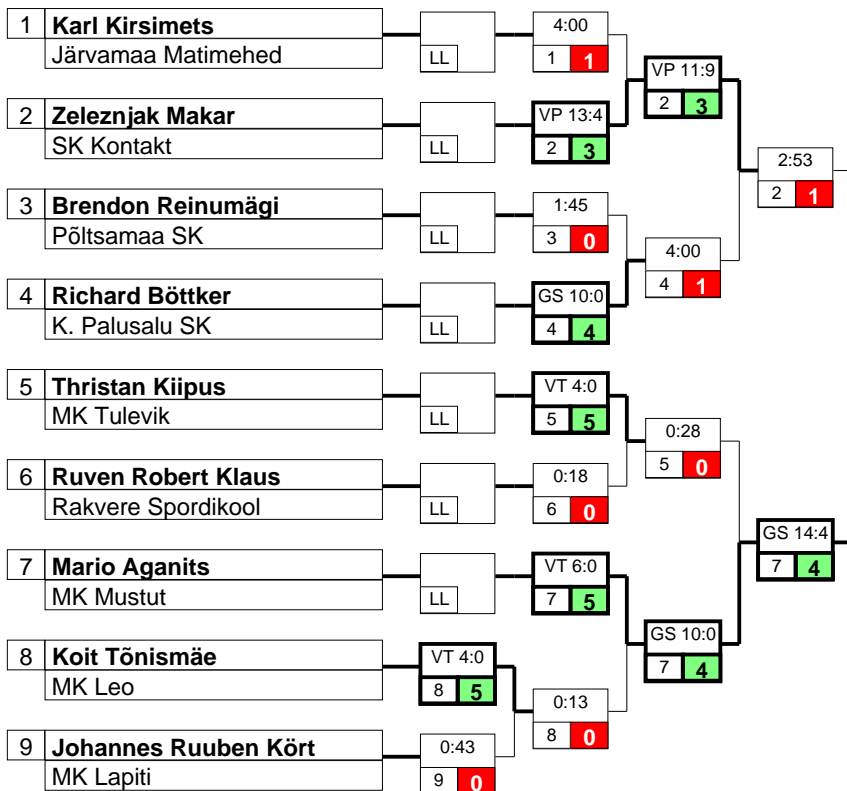 1 Karl Kirsimets
Järvamaa Matimehed
LL
4:00
1 1
VP 11:9
2 3
2 Zeleznjak Makar
SK Kontakt
LL
VP 13:4
2 3
2:53
2 1
3 Brendon Reinumägi
Põltsamaa SK
LL
1:45
3 0
4:00
4 1
4 Richard Böttker
K. Palusalu SK
LL
GS 10:0
4 4
5 Thristan Kiipus
MK Tulevik
LL
VT 4:0
5 5
0:28
5 0
6 Ruven Robert Klaus
Rakvere Spordikool
LL
0:18
6 0
GS 14:4
7 4
7 Mario Aganits
MK Mustut
LL
VT 6:0
7 5
GS 10:0
7 4
8 Koit Tõnismäe
MK Leo
VT 4:0
8 5
0:13
8 0
9 Johannes Ruuben Kört
MK Lapiti
0:43
9 0